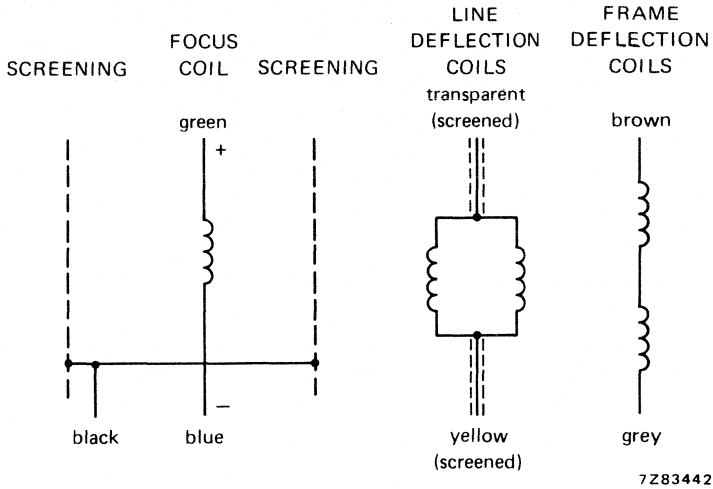 SCREENING
FOCUS
COIL
SCREENING
LINE
DEFLECTION
COILS
FRAME
DEFLECTION
COILS
green
+
transparent
(screened)
brown
black
–
blue
yellow
(screened)
grey
7Z83442